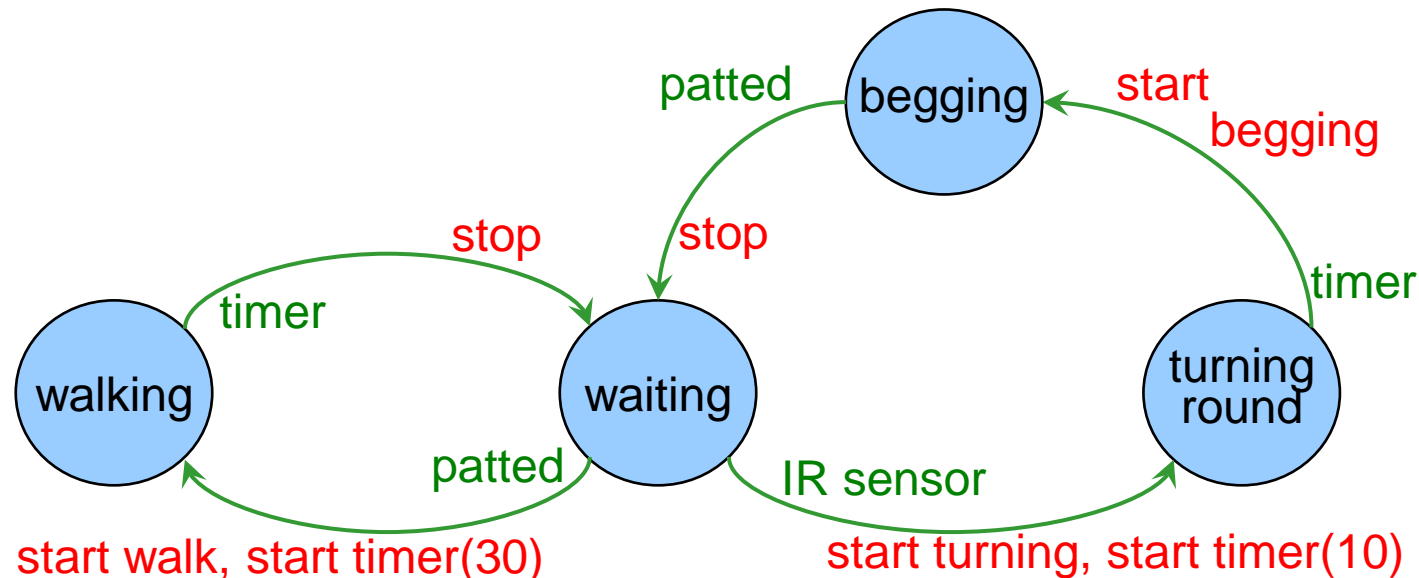 patted
begging
start
begging
stop
stop
timer
timer
walking
waiting
turning
round
patted
IR sensor
start walk, start timer(30)
start turning, start timer(10)